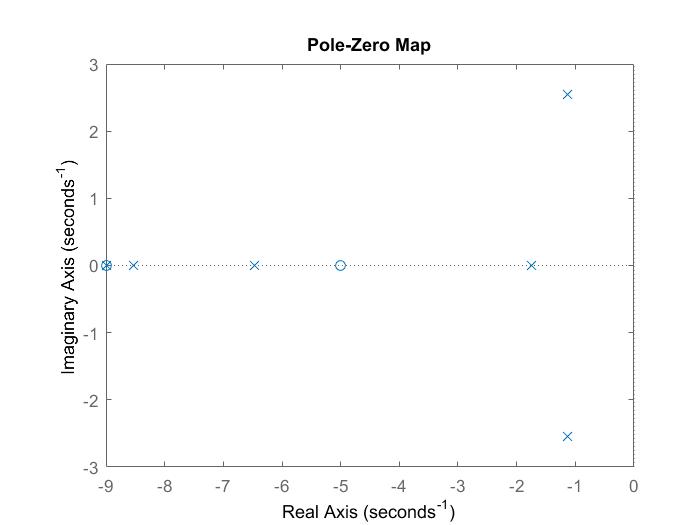 Pole-Zero Map
Imaginary Axis (seconds⁻¹)
3
2
1
0
-1
-2
-3
-9 -8 -7 -6 -5 -4 -3 -2 -1 0
Real Axis (seconds⁻¹)